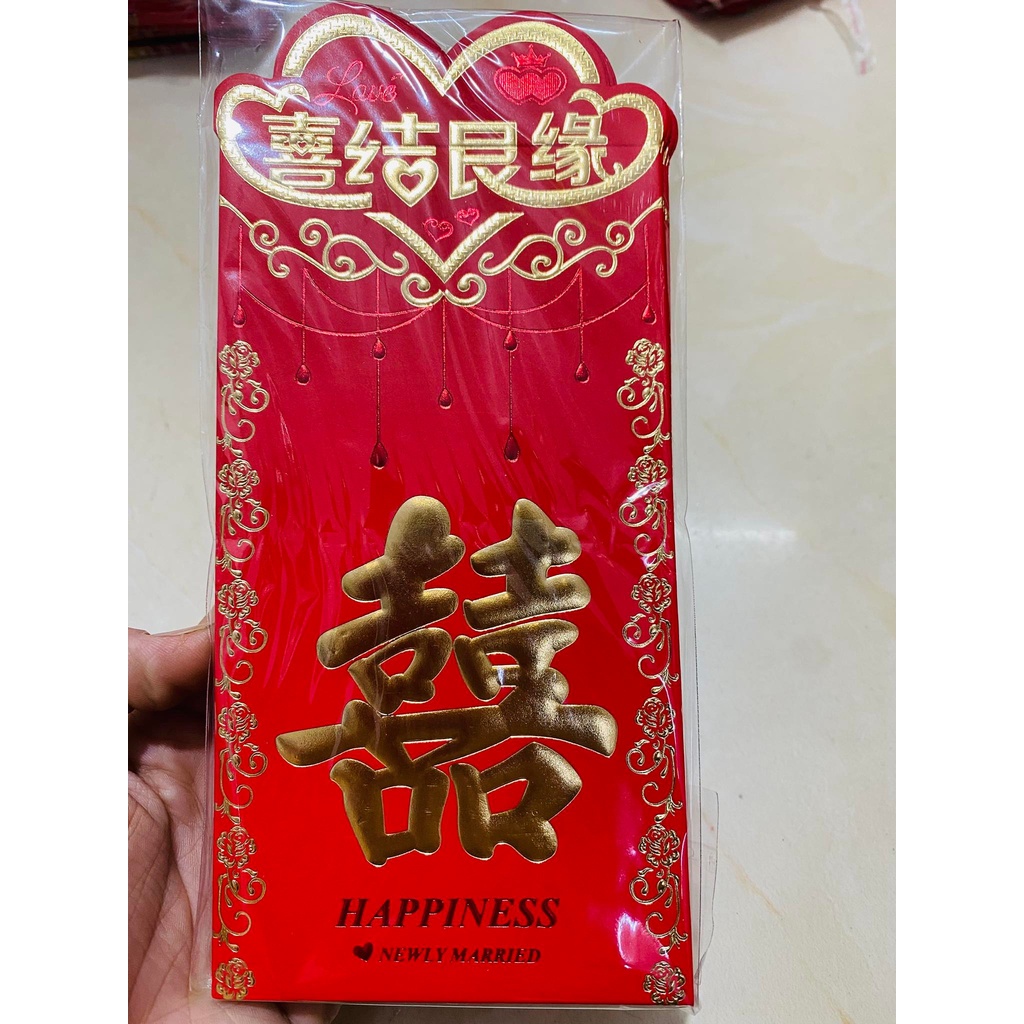 Love
喜结良缘
囍
HAPPINESS
NEWLY MARRIED